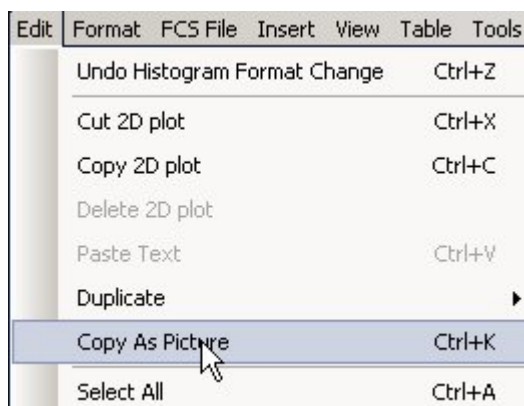 Edit Format FCS File Insert View Table Tools
Undo Histogram Format Change Ctrl+Z
Cut 2D plot Ctrl+X
Copy 2D plot Ctrl+C
Delete 2D plot
Paste Text Ctrl+V
Duplicate
Copy As Picture Ctrl+K
Select All Ctrl+A